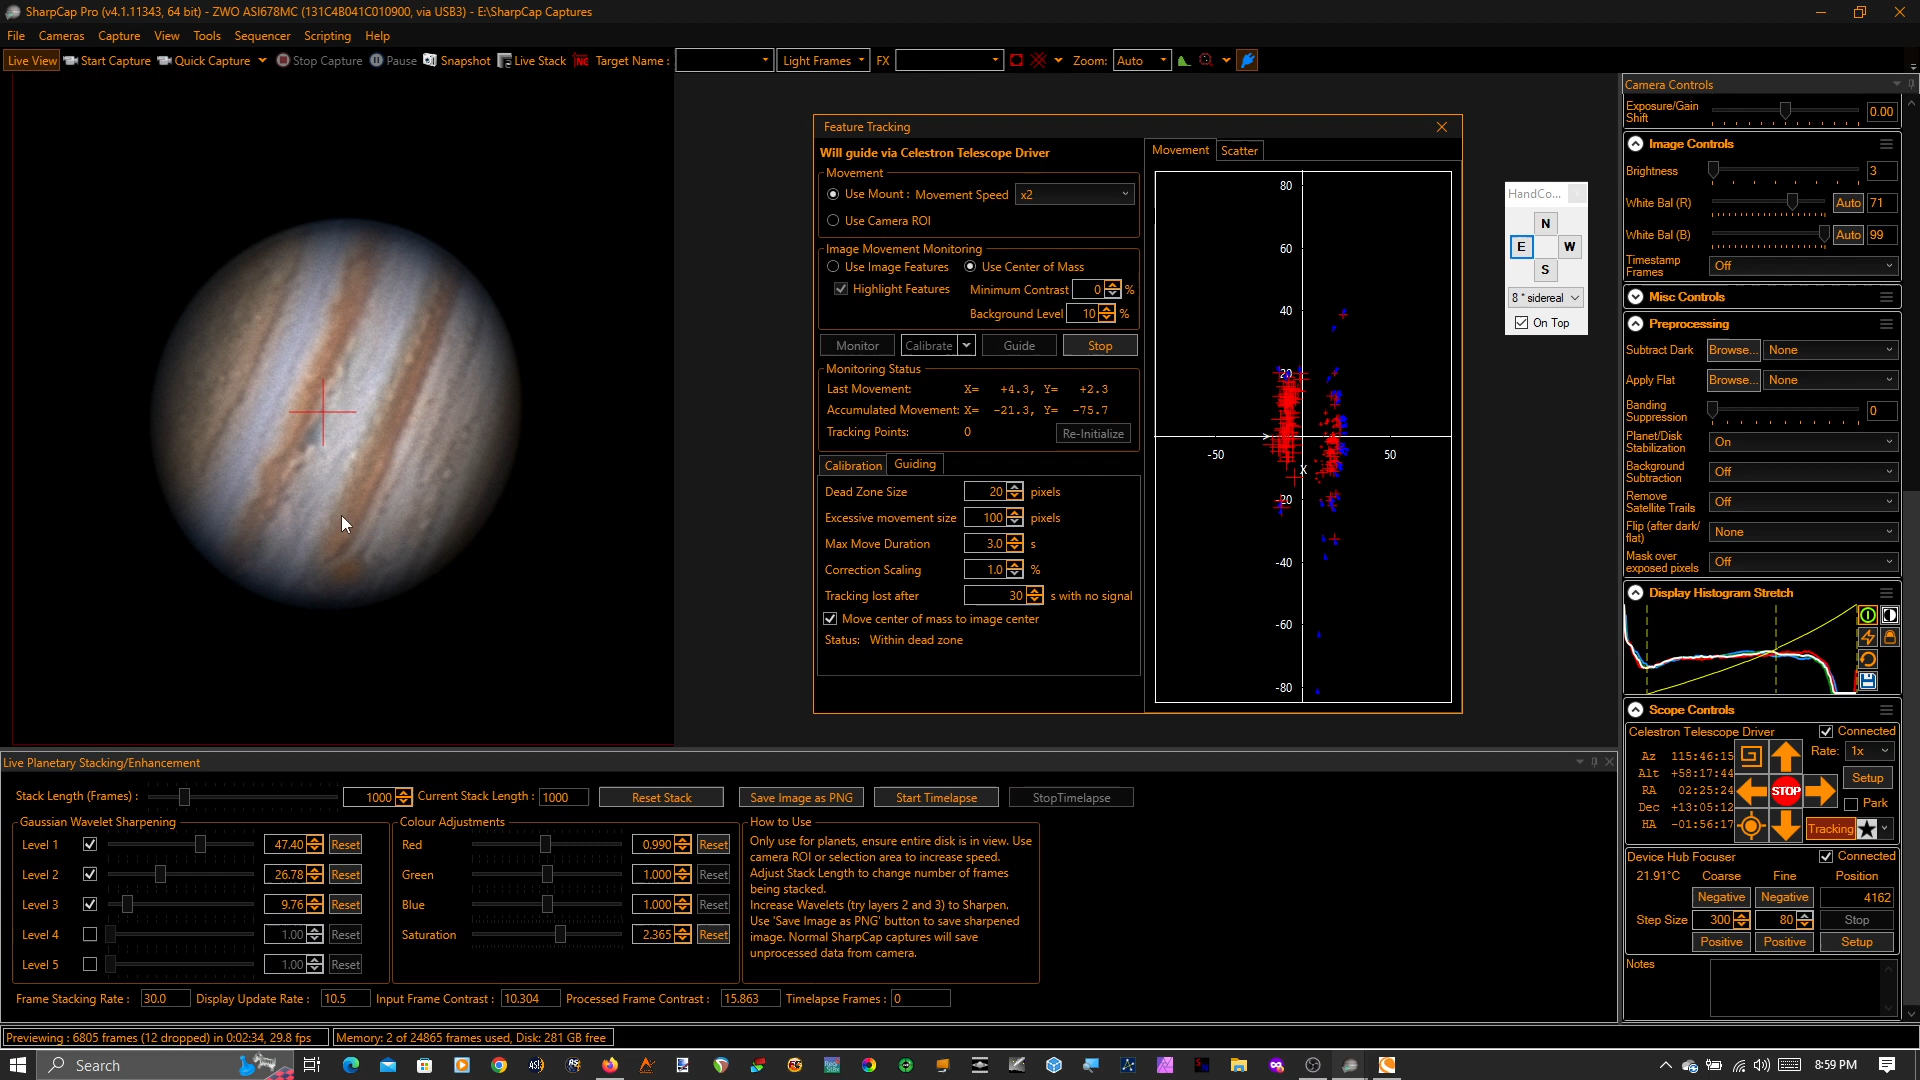 SharpCap Pro (v4.1.11343, 64 bit) - ZWO ASI678MC (131C4B041C010900, via USB3) - E:\SharpCap Captures
File Cameras Capture View Tools Sequencer Scripting Help
Live View Start Capture Quick Capture Stop Capture Pause Snapshot Live Stack Target Name : Light Frames FX Zoom: Auto
Feature Tracking
Will guide via Celestron Telescope Driver
Movement
Use Mount : Movement Speed x2
Use Camera ROI
Image Movement Monitoring
Use Image Features Use Center of Mass
Highlight Features Minimum Contrast 0 %
Background Level 10 %
Monitor Calibrate Guide Stop
Monitoring Status
Last Movement: X= +4.3, Y= +2.3
Accumulated Movement: X= -21.3, Y= -75.7
Tracking Points: 0 Re-Initialize
Calibration Guiding
Dead Zone Size 20 pixels
Excessive movement size 100 pixels
Max Move Duration 3.0 s
Correction Scaling 1.0 %
Tracking lost after 30 s with no signal
Move center of mass to image center
Status: Within dead zone
Movement Scatter
80
60
40
20
-50 50
X
-20
-40
-60
-80
HandCo...
N
E W
S
8 * sidereal
On Top
Camera Controls
Exposure/Gain Shift 0.00
Image Controls
Brightness 3
White Bal (R) Auto 71
White Bal (B) Auto 99
Timestamp Frames Off
Misc Controls
Preprocessing
Subtract Dark Browse... None
Apply Flat Browse... None
Banding Suppression 0
Planet/Disk Stabilization On
Background Subtraction Off
Remove Satellite Trails Off
Flip (after dark/ flat) None
Mask over exposed pixels Off
Display Histogram Stretch
Scope Controls
Celestron Telescope Driver Connected
Az 115:46:15 Rate: 1x
Alt +58:17:44 Setup
RA 02:25:24 STOP
Dec +13:05:12 Park
HA -01:56:17 Tracking
Device Hub Focuser Connected
21.91°C Coarse Fine Position
Negative Negative 4162
Step Size 300 80 Stop
Positive Positive Setup
Notes
Live Planetary Stacking/Enhancement
Stack Length (Frames) : 1000 Current Stack Length : 1000 Reset Stack Save Image as PNG Start Timelapse StopTimelapse
Gaussian Wavelet Sharpening
Level 1 47.40 Reset
Level 2 26.78 Reset
Level 3 9.76 Reset
Level 4 1.00 Reset
Level 5 1.00 Reset
Colour Adjustments
Red 0.990 Reset
Green 1.000 Reset
Blue 1.000 Reset
Saturation 2.365 Reset
How to Use
Only use for planets, ensure entire disk is in view. Use
camera ROI or selection area to increase speed.
Adjust Stack Length to change number of frames
being stacked.
Increase Wavelets (try layers 2 and 3) to Sharpen.
Use 'Save Image as PNG' button to save sharpened
image. Normal SharpCap captures will save
unprocessed data from camera.
Frame Stacking Rate : 30.0 Display Update Rate : 10.5 Input Frame Contrast : 10.304 Processed Frame Contrast : 15.863 Timelapse Frames : 0
Previewing : 6805 frames (12 dropped) in 0:02:34, 29.8 fps Memory: 2 of 24865 frames used, Disk: 281 GB free
Search 8:59 PM